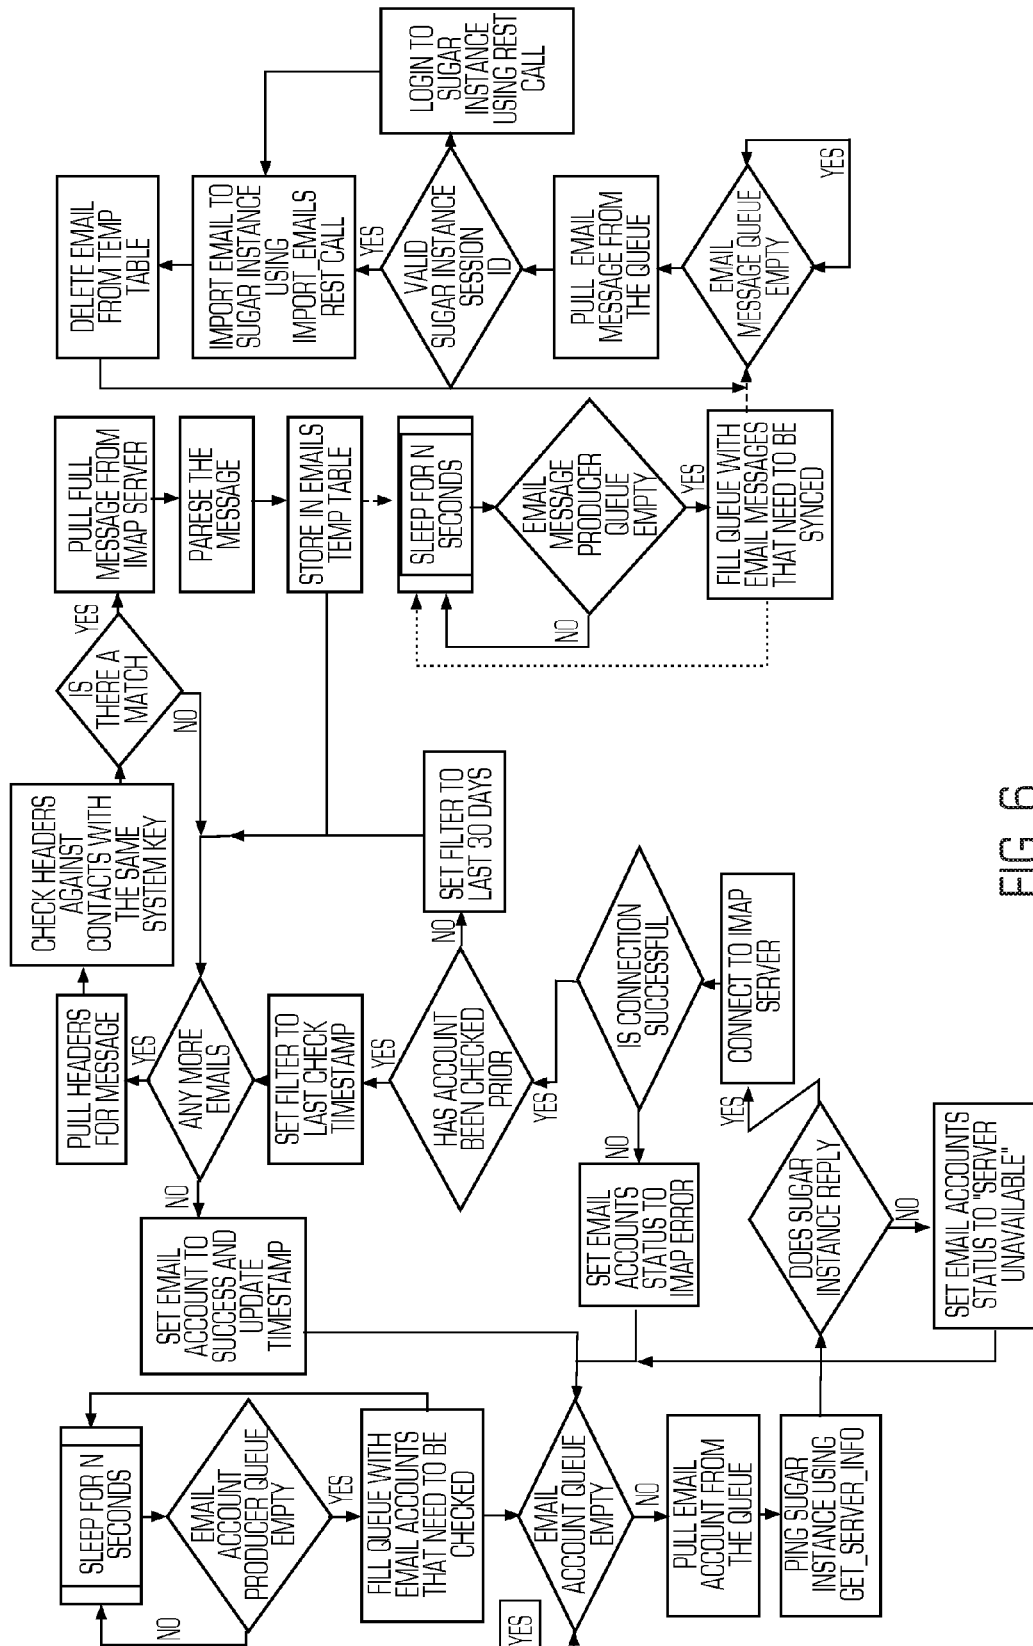 SLEEP FOR N
SECONDS
NO
EMAIL
ACCOUNT
PRODUCER QUEUE
EMPTY
YES
FILL QUEUE WITH
EMAIL ACCOUNTS
THAT NEED TO BE
CHECKED
YES
EMAIL
ACCOUNT QUEUE
EMPTY
NO
PULL EMAIL
ACCOUNT FROM
THE QUEUE
PING SUGAR
INSTANCE USING
GET_SERVER_INFO
DOES SUGAR
INSTANCE REPLY
NO
SET EMAIL ACCOUNTS
STATUS TO "SERVER
UNAVAILABLE"
YES
CONNECT TO IMAP
SERVER
IS CONNECTION
SUCCESSFUL
NO
SET EMAIL
ACCOUNTS
STATUS TO
IMAP ERROR
YES
HAS ACCOUNT
BEEN CHECKED
PRIOR
NO
SET FILTER TO
LAST 30 DAYS
YES
SET FILTER TO
LAST CHECK
TIMESTAMP
ANY MORE
EMAILS
NO
SET EMAIL
ACCOUNT TO
SUCCESS AND
UPDATE
TIMESTAMP
YES
PULL HEADERS
FOR MESSAGE
CHECK HEADERS
AGAINST
CONTACTS WITH
THE SAME
SYSTEM KEY
IS
THERE A
MATCH
NO
YES
PULL FULL
MESSAGE FROM
IMAP SERVER
PARESE THE
MESSAGE
STORE IN EMAILS
TEMP TABLE
SLEEP FOR N
SECONDS
NO
EMAIL
MESSAGE
PRODUCER
QUEUE
EMPTY
YES
FILL QUEUE WITH
EMAIL MESSAGES
THAT NEED TO BE
SYNCED
EMAIL
MESSAGE QUEUE
EMPTY
YES
PULL EMAIL
MESSAGE FROM
THE QUEUE
VALID
SUGAR INSTANCE
SESSION
ID
YES
LOGIN TO
SUGAR
INSTANCE
USING REST
CALL
IMPORT EMAIL TO
SUGAR INSTANCE
USING
IMPORT_EMAILS
REST_CALL
DELETE EMAIL
FROM TEMP
TABLE
FIG. 6